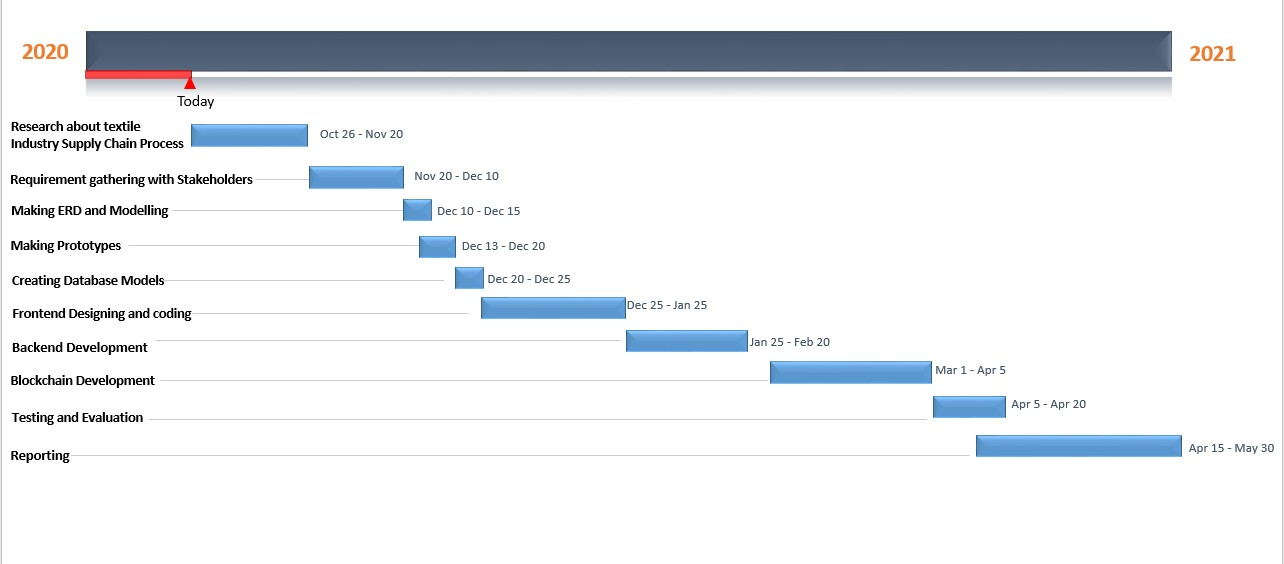 2020
2021
Today
Research about textile
Industry Supply Chain Process
Oct 26 - Nov 20
Requirement gathering with Stakeholders
Nov 20 - Dec 10
Making ERD and Modelling
Dec 10 - Dec 15
Making Prototypes
Dec 13 - Dec 20
Creating Database Models
Dec 20 - Dec 25
Frontend Designing and coding
Dec 25 - Jan 25
Backend Development
Jan 25 - Feb 20
Blockchain Development
Mar 1 - Apr 5
Testing and Evaluation
Apr 5 - Apr 20
Reporting
Apr 15 - May 30